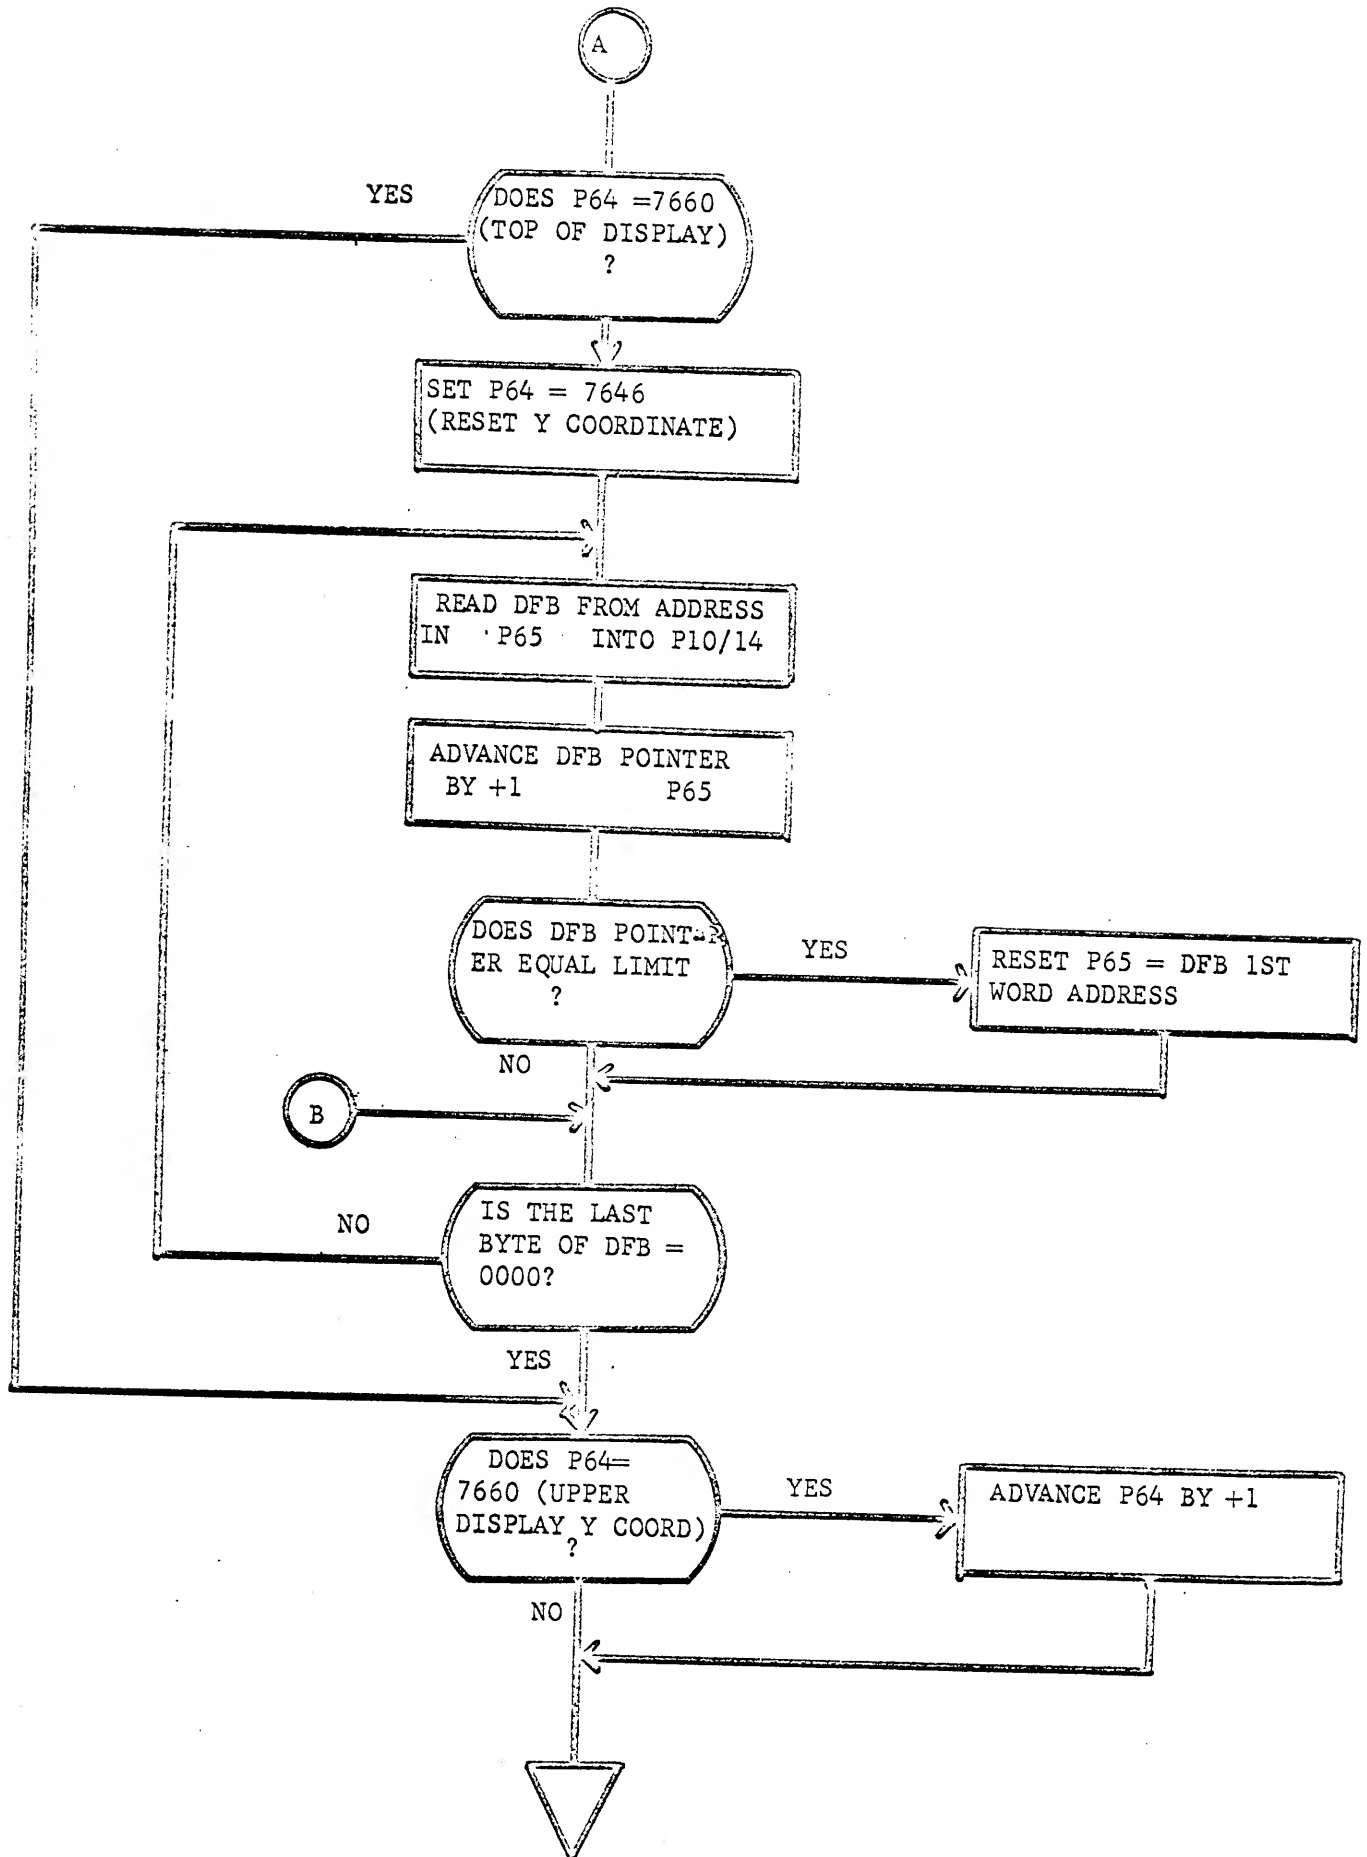 A
YES
DOES P64 =7660
(TOP OF DISPLAY)
?
SET P64 = 7646
(RESET Y COORDINATE)
READ DFB FROM ADDRESS
IN P65 INTO P10/14
ADVANCE DFB POINTER
BY +1 P65
DOES DFB POINT-
ER EQUAL LIMIT
?
YES
RESET P65 = DFB 1ST
WORD ADDRESS
NO
B
NO
IS THE LAST
BYTE OF DFB =
0000?
YES
DOES P64=
7660 (UPPER
DISPLAY Y COORD)
?
YES
ADVANCE P64 BY +1
NO